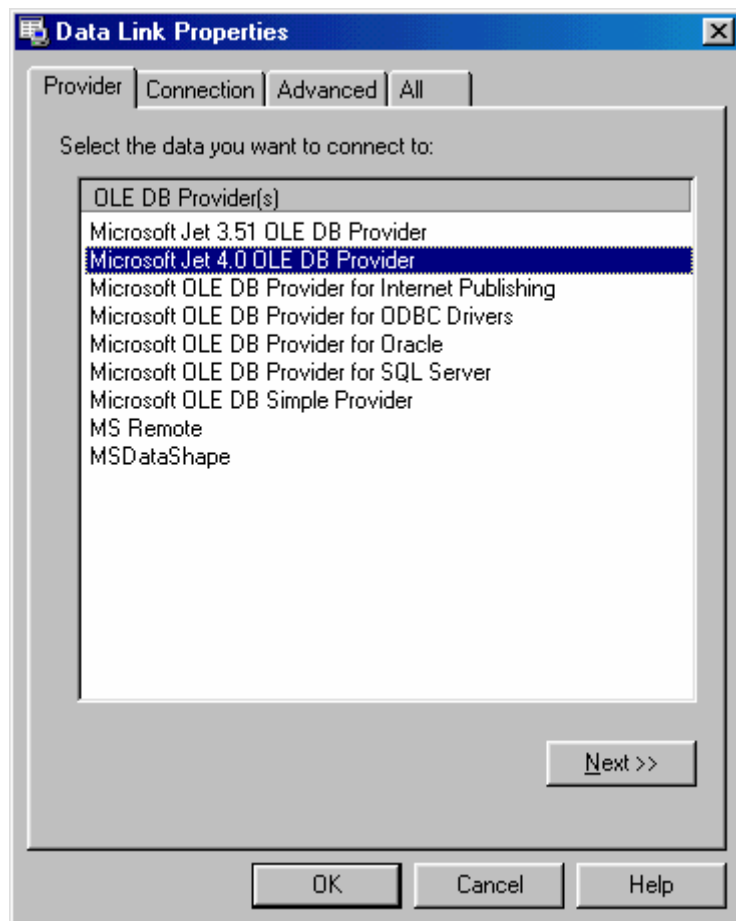 Data Link Properties
Provider Connection Advanced All
Select the data you want to connect to:
OLE DB Provider(s)
Microsoft Jet 3.51 OLE DB Provider
Microsoft Jet 4.0 OLE DB Provider
Microsoft OLE DB Provider for Internet Publishing
Microsoft OLE DB Provider for ODBC Drivers
Microsoft OLE DB Provider for Oracle
Microsoft OLE DB Provider for SQL Server
Microsoft OLE DB Simple Provider
MS Remote
MSDataShape
Next >>
OK Cancel Help